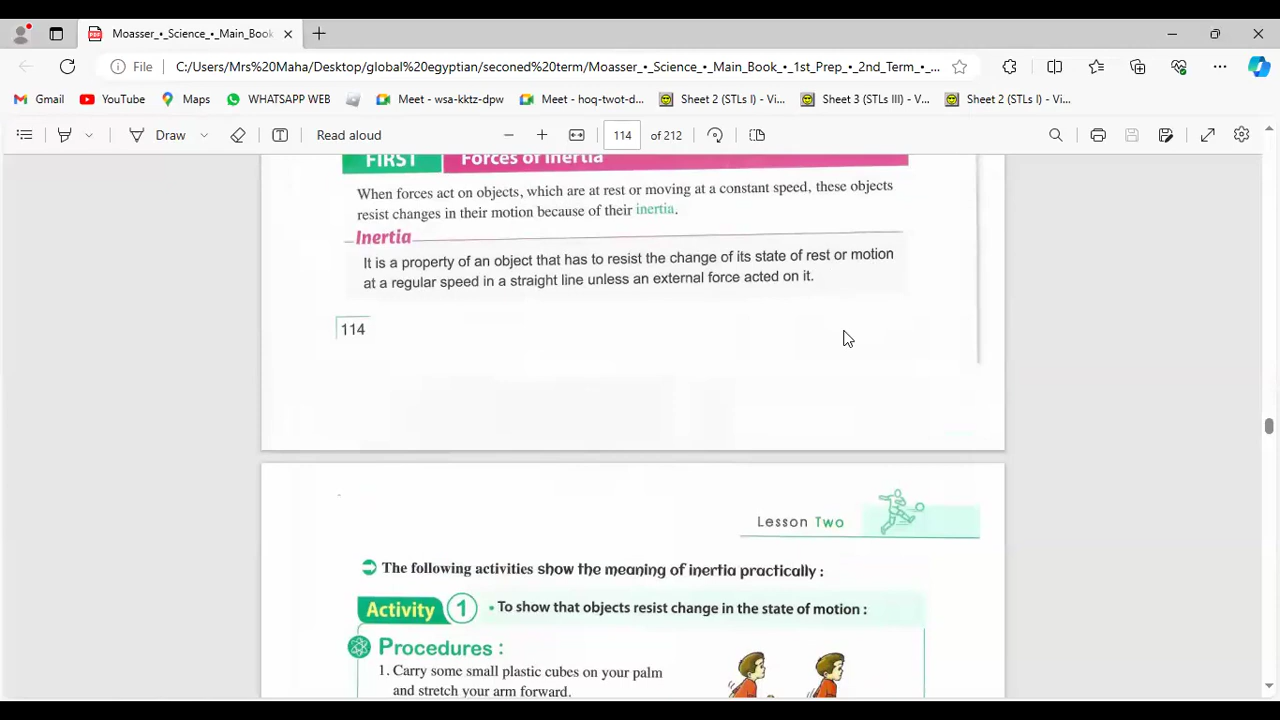 Moasser_•_Science_•_Main_Book
File
C:/Users/Mrs%20Maha/Desktop/global%20egyptian/seconed%20term/Moasser_•_Science_•_Main_Book_•_1st_Prep_•_2nd_Term_•_...
Gmail YouTube Maps WHATSAPP WEB Meet - wsa-kktz-dpw Meet - hoq-twot-d... Sheet 2 (STLs I) - Vi... Sheet 3 (STLs III) - V... Sheet 2 (STLs I) - Vi...
Draw Read aloud 114 of 212
FIRST Forces of Inertia
When forces act on objects, which are at rest or moving at a constant speed, these objects
resist changes in their motion because of their inertia.
Inertia
It is a property of an object that has to resist the change of its state of rest or motion
at a regular speed in a straight line unless an external force acted on it.
114
Lesson Two
The following activities show the meaning of inertia practically :
Activity 1 • To show that objects resist change in the state of motion :
Procedures :
1. Carry some small plastic cubes on your palm
and stretch your arm forward.